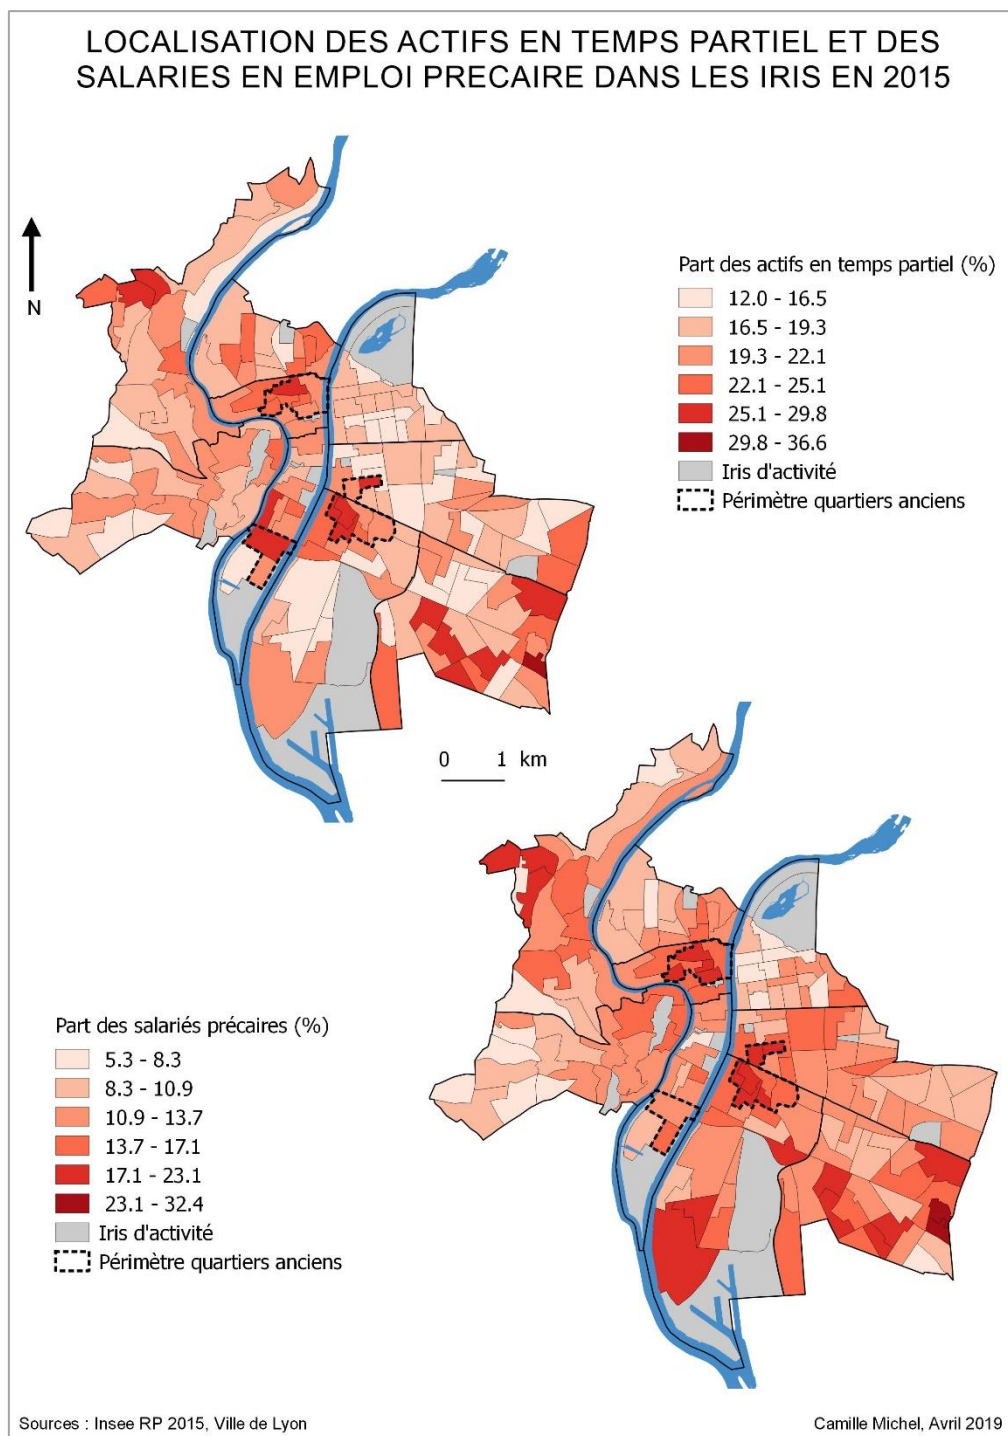 LOCALISATION DES ACTIFS EN TEMPS PARTIEL ET DES
SALARIES EN EMPLOI PRECAIRE DANS LES IRIS EN 2015
N
Part des actifs en temps partiel (%)
12.0 - 16.5
16.5 - 19.3
19.3 - 22.1
22.1 - 25.1
25.1 - 29.8
29.8 - 36.6
Iris d'activité
Périmètre quartiers anciens
0 1 km
Part des salariés précaires (%)
5.3 - 8.3
8.3 - 10.9
10.9 - 13.7
13.7 - 17.1
17.1 - 23.1
23.1 - 32.4
Iris d'activité
Périmètre quartiers anciens
Sources : Insee RP 2015, Ville de Lyon
Camille Michel, Avril 2019